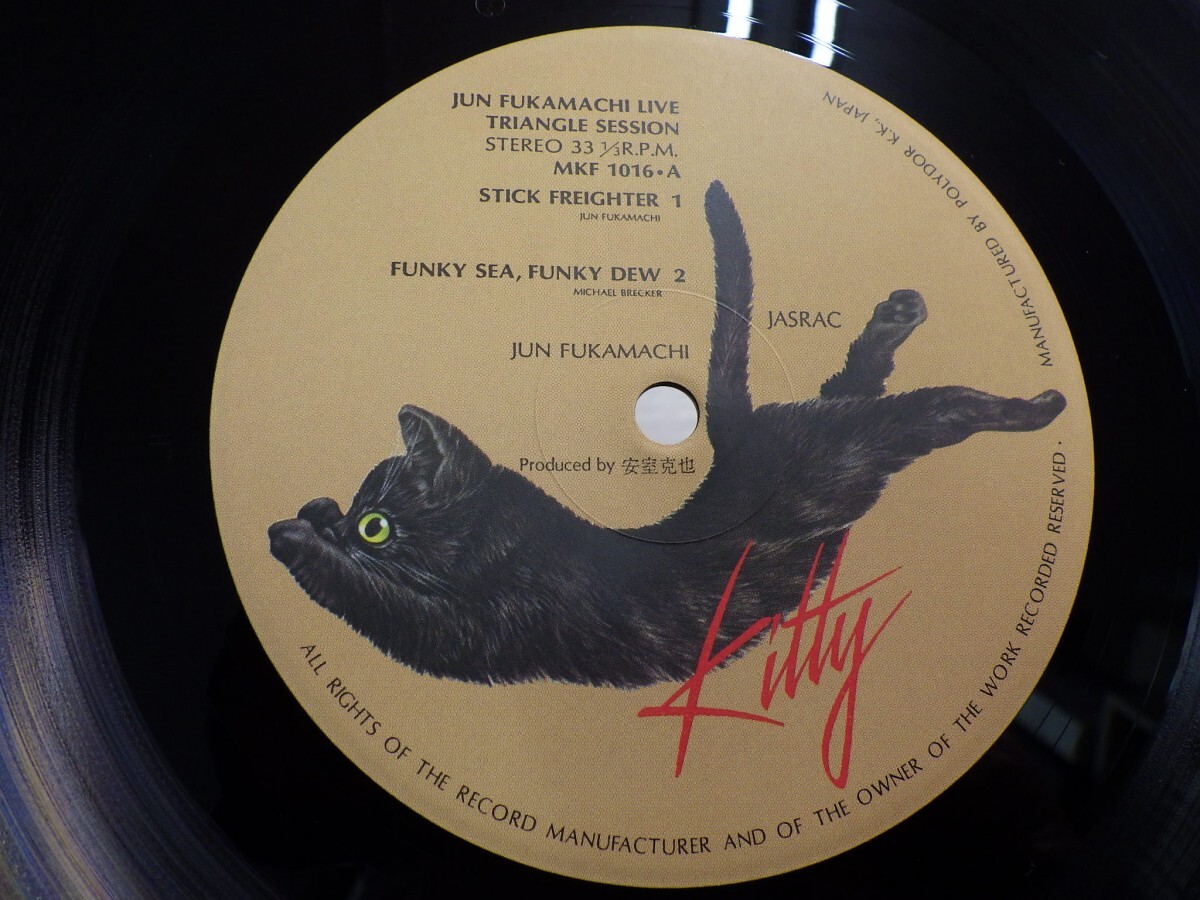 JUN FUKAMACHI LIVE
TRIANGLE SESSION
STEREO 33 1/3 R.P.M.
MKF 1016・A
STICK FREIGHTER 1
JUN FUKAMACHI
FUNKY SEA, FUNKY DEW 2
MICHAEL BRECKER
JASRAC
JUN FUKAMACHI
Produced by 安室克也
Kitty
ALL RIGHTS OF THE RECORD MANUFACTURER AND OF THE OWNER OF THE WORK RECORDED RESERVED・
MANUFACTURED BY POLYDOR K.K., JAPAN